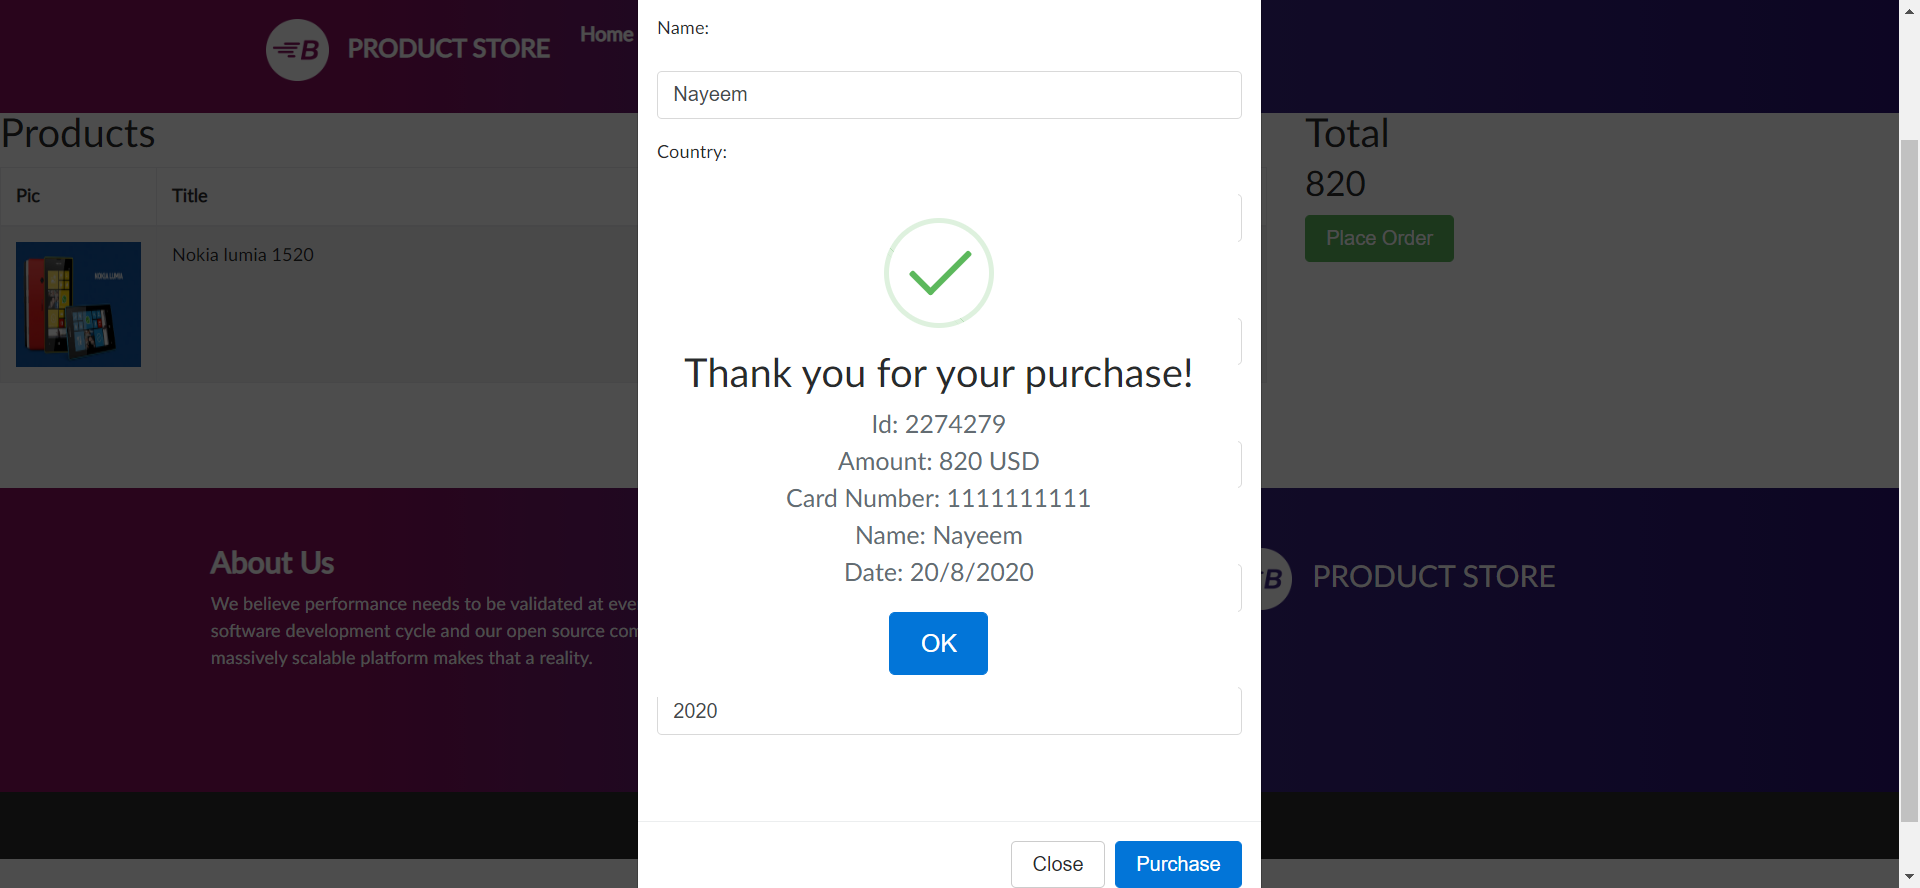 B PRODUCT STORE Home
Name:
Nayeem
Country:
Products
Pic Title
Nokia lumia 1520
NOKIA LUMIA
Total
820
Place Order
Thank you for your purchase!
Id: 2274279
Amount: 820 USD
Card Number: 1111111111
Name: Nayeem
Date: 20/8/2020
OK
2020
Close Purchase
About Us
We believe performance needs to be validated at eve
software development cycle and our open source com
massively scalable platform makes that a reality.
B PRODUCT STORE